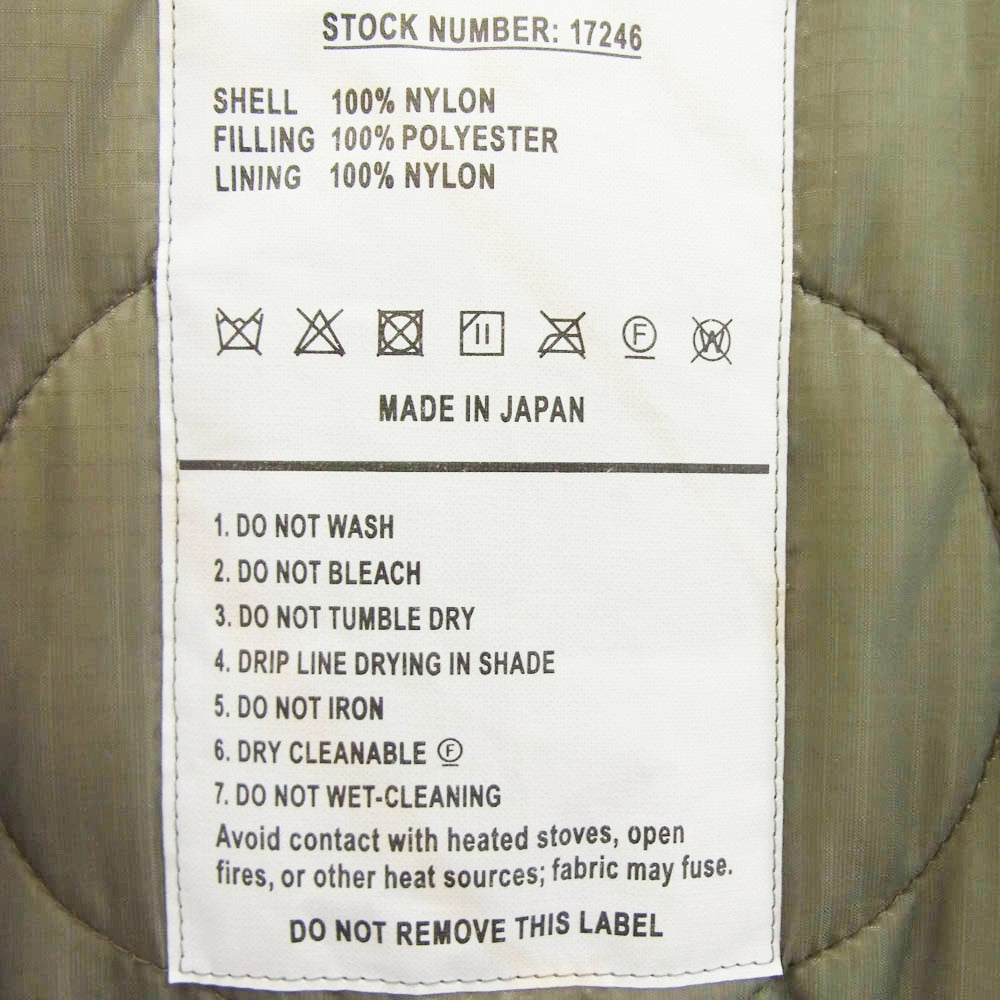 STOCK NUMBER: 17246
SHELL 100% NYLON
FILLING 100% POLYESTER
LINING 100% NYLON
F W
MADE IN JAPAN
1. DO NOT WASH
2. DO NOT BLEACH
3. DO NOT TUMBLE DRY
4. DRIP LINE DRYING IN SHADE
5. DO NOT IRON
6. DRY CLEANABLE Ⓕ
7. DO NOT WET-CLEANING
Avoid contact with heated stoves, open
fires, or other heat sources; fabric may fuse.
DO NOT REMOVE THIS LABEL